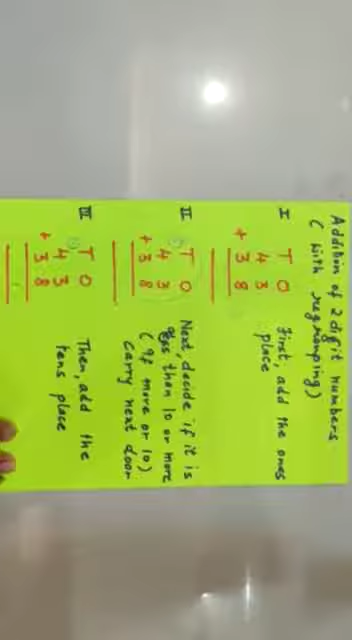 Addition of 2 digit numbers
( with regrouping)
I
T O
4 3
+ 3 8
First, add the ones
place
II
T O
4 3
+ 3 8
Next, decide if it is
less than 10 or more
( If more or 10)
carry next door
III
T O
4 3
+ 3 8
Then, add the
tens place